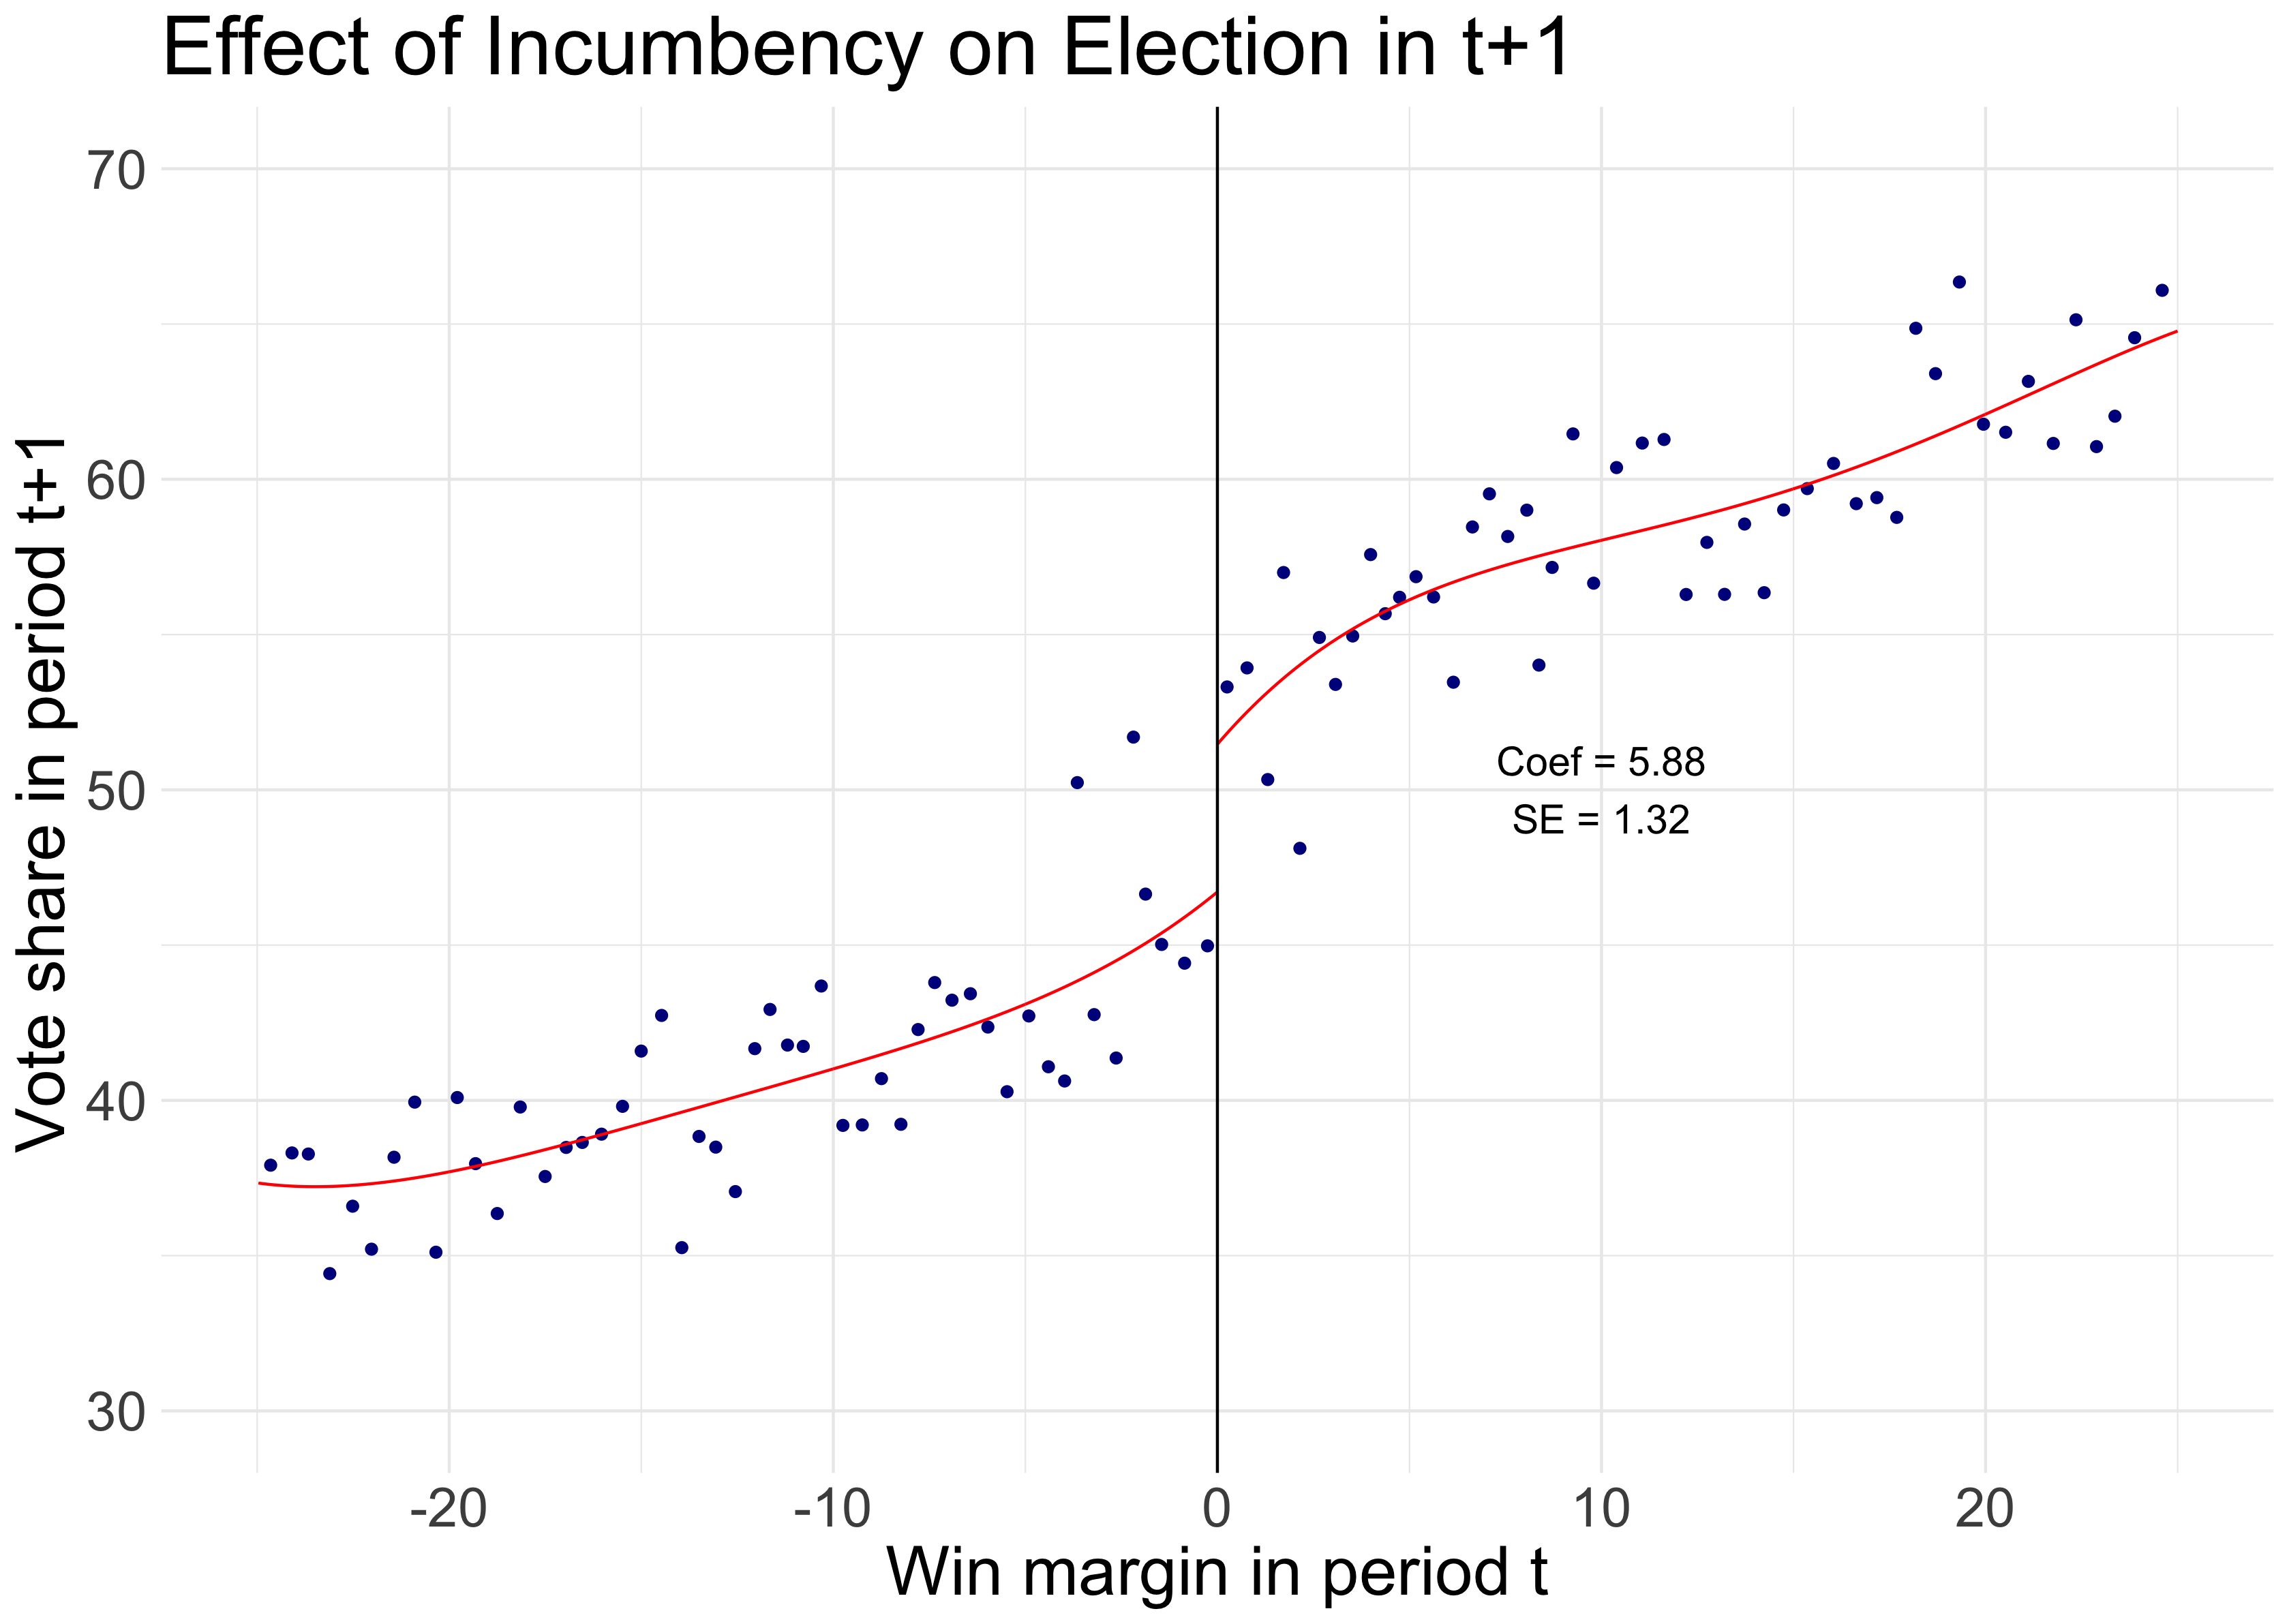 Effect of Incumbency on Election in t+1
Vote share in period t+1
70
60
50
40
30
Coef = 5.88
SE = 1.32
-20
-10
0
10
20
Win margin in period t